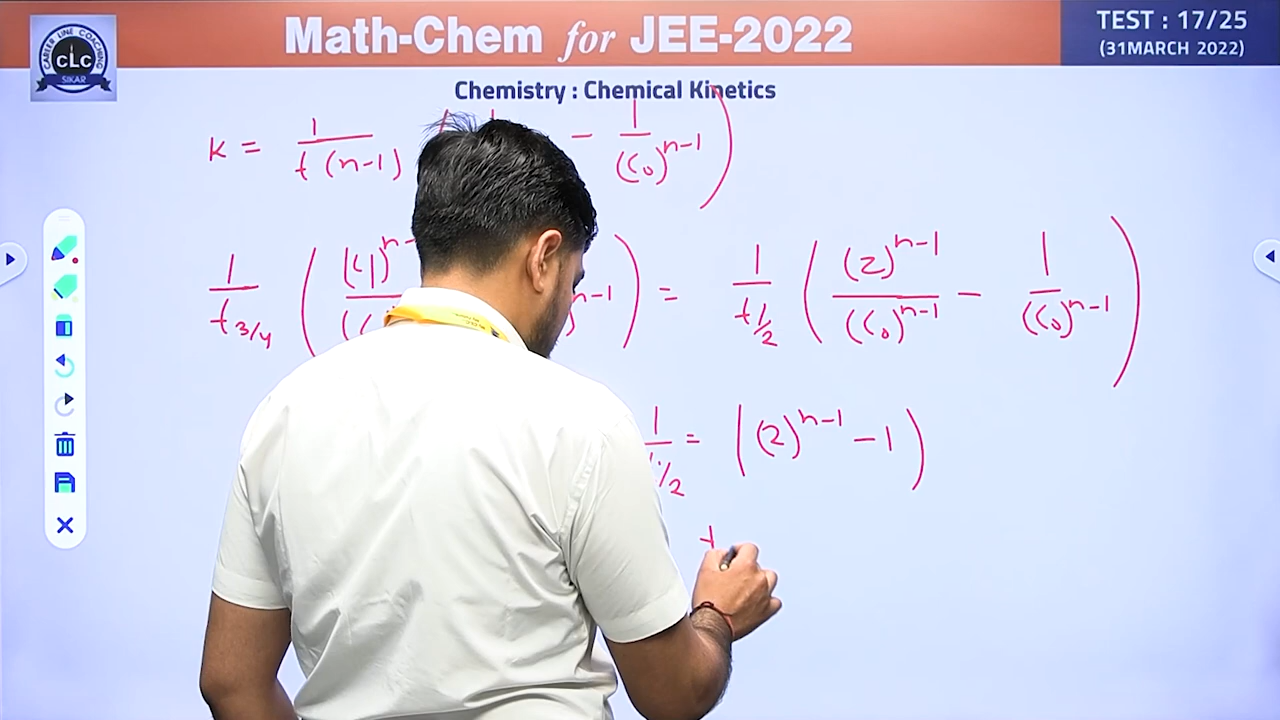 Math-Chem for JEE-2022
TEST : 17/25
(31MARCH 2022)
CAREER LINE COACHING
CLC
SIKAR
Chemistry : Chemical Kinetics
K = 1/t(n-1) ( - 1/(C₀)^n-1 )
1/t3/4 ( (4)^n- )^n-1 ) = 1/t1/2 ( (2)^n-1/(C₀)^n-1 - 1/(C₀)^n-1 )
1/t1/2 = ( (2)^n-1 - 1 )
t